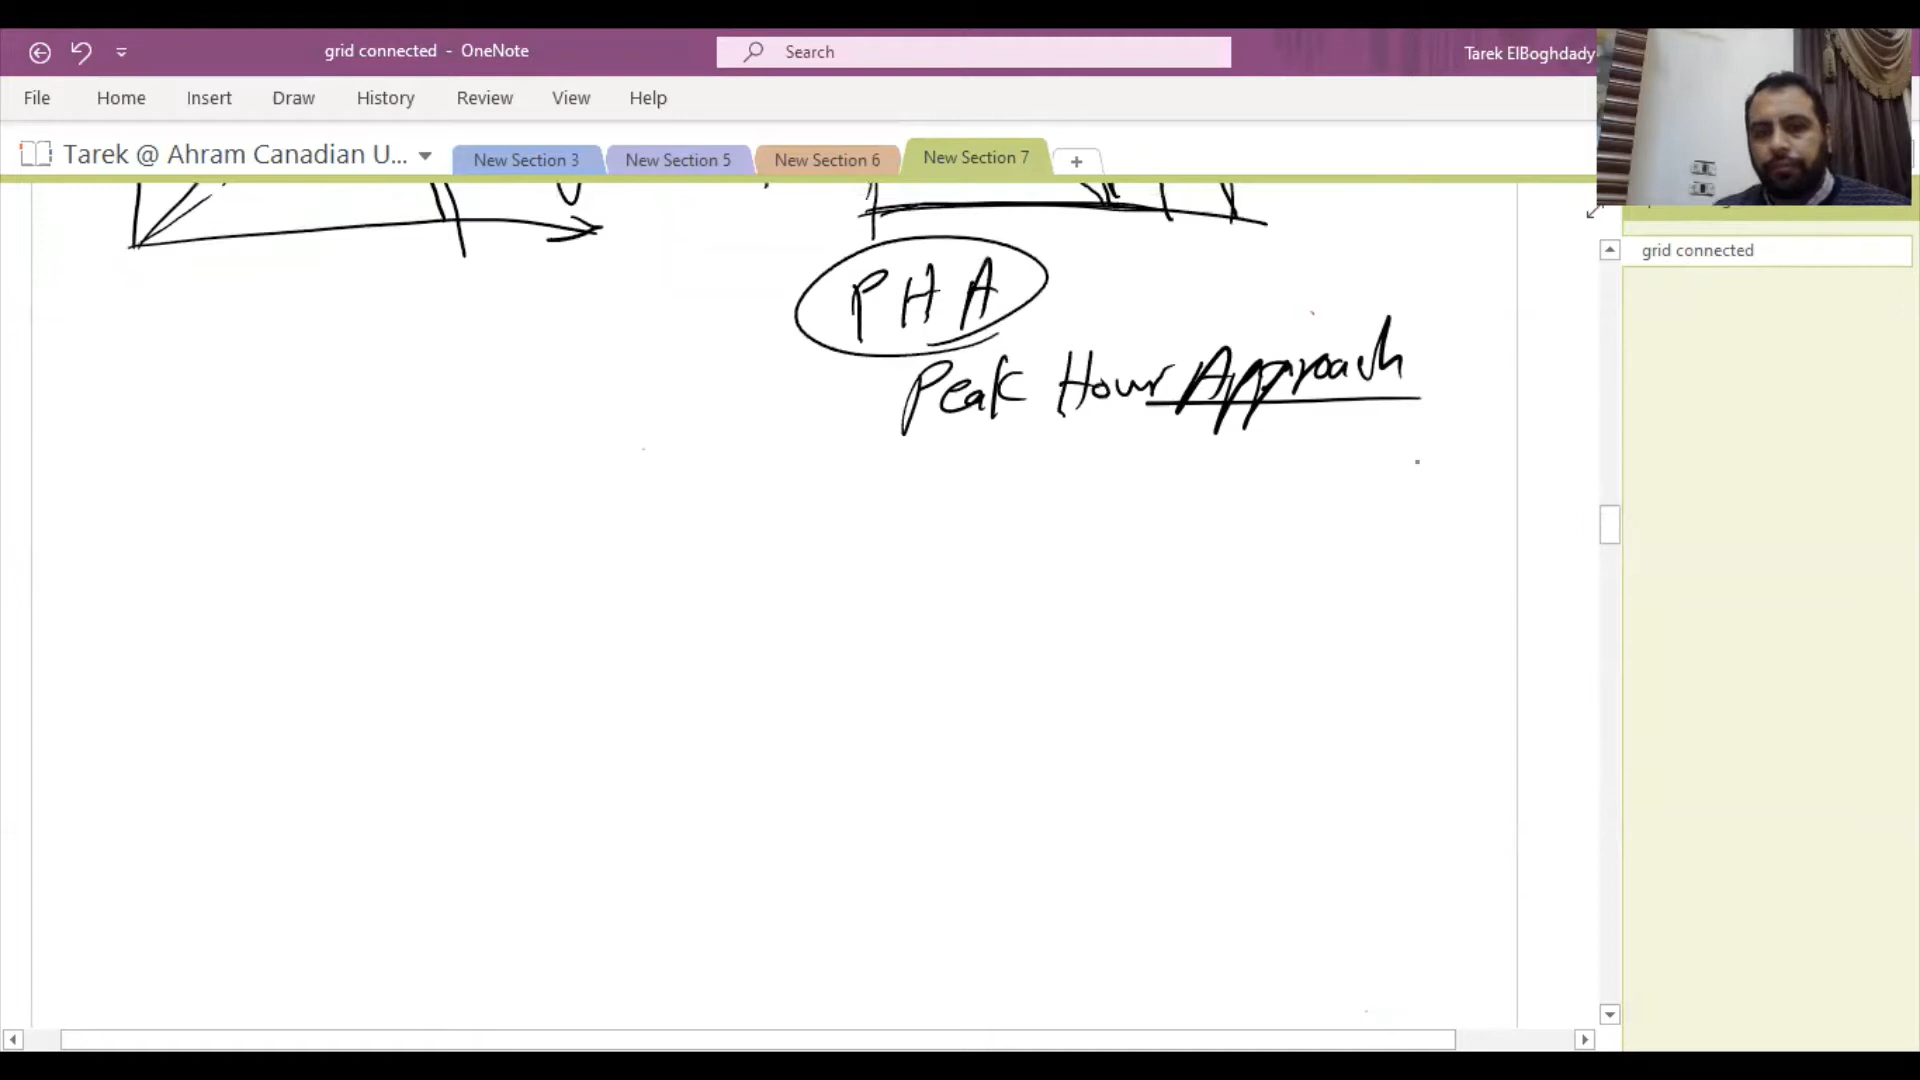 grid connected - OneNote
Search
Tarek ElBoghdady
File Home Insert Draw History Review View Help
Tarek @ Ahram Canadian U...
New Section 3
New Section 5
New Section 6
New Section 7
+
grid connected
PHA
Peak Hour Approach